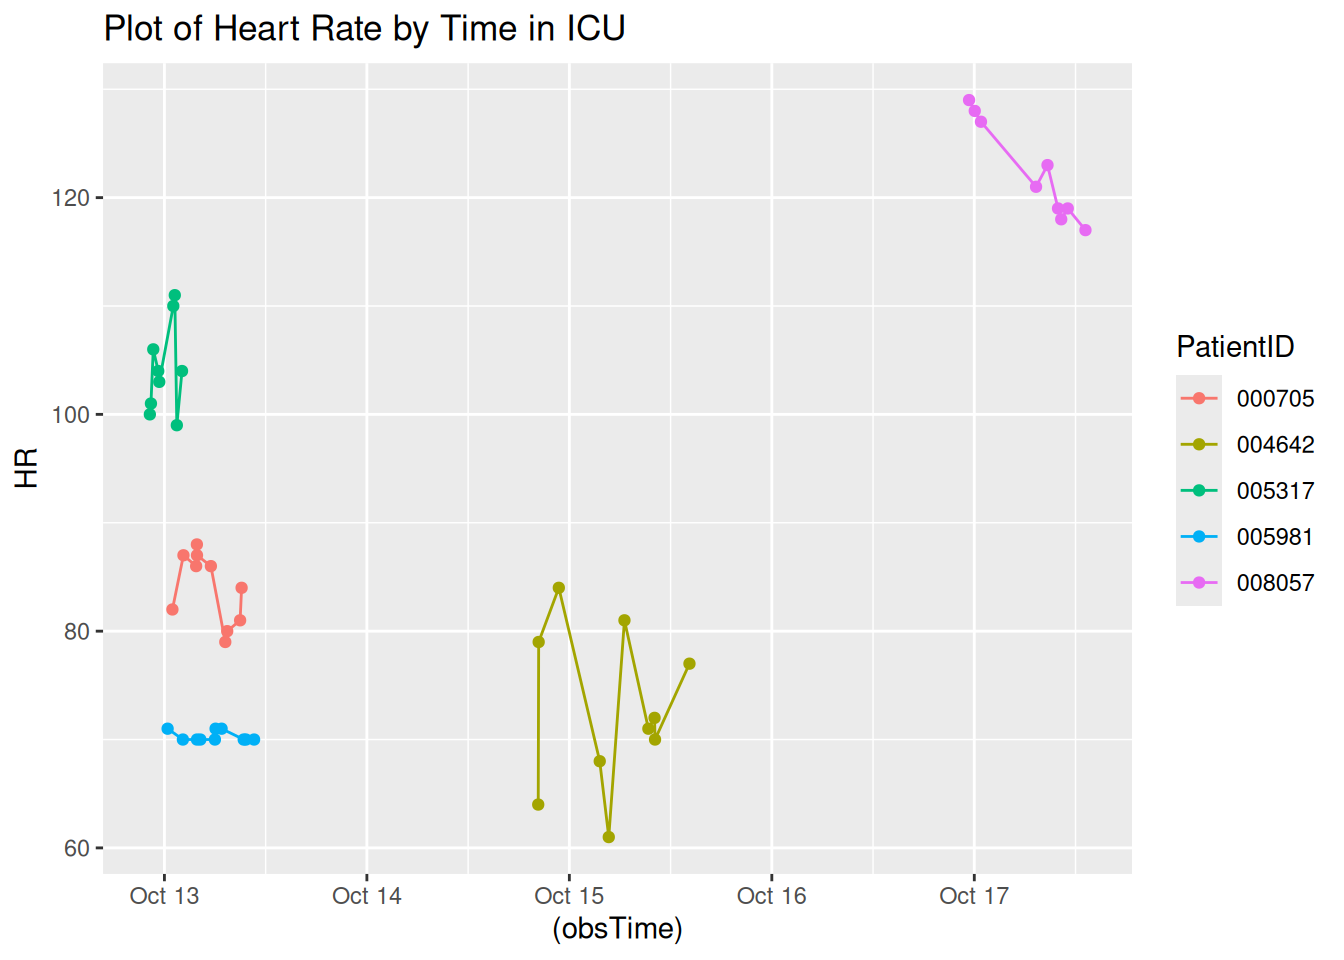 Plot of Heart Rate by Time in ICU
HR
120
100
80
60
Oct 13 Oct 14 Oct 15 Oct 16 Oct 17
(obsTime)
PatientID
000705
004642
005317
005981
008057